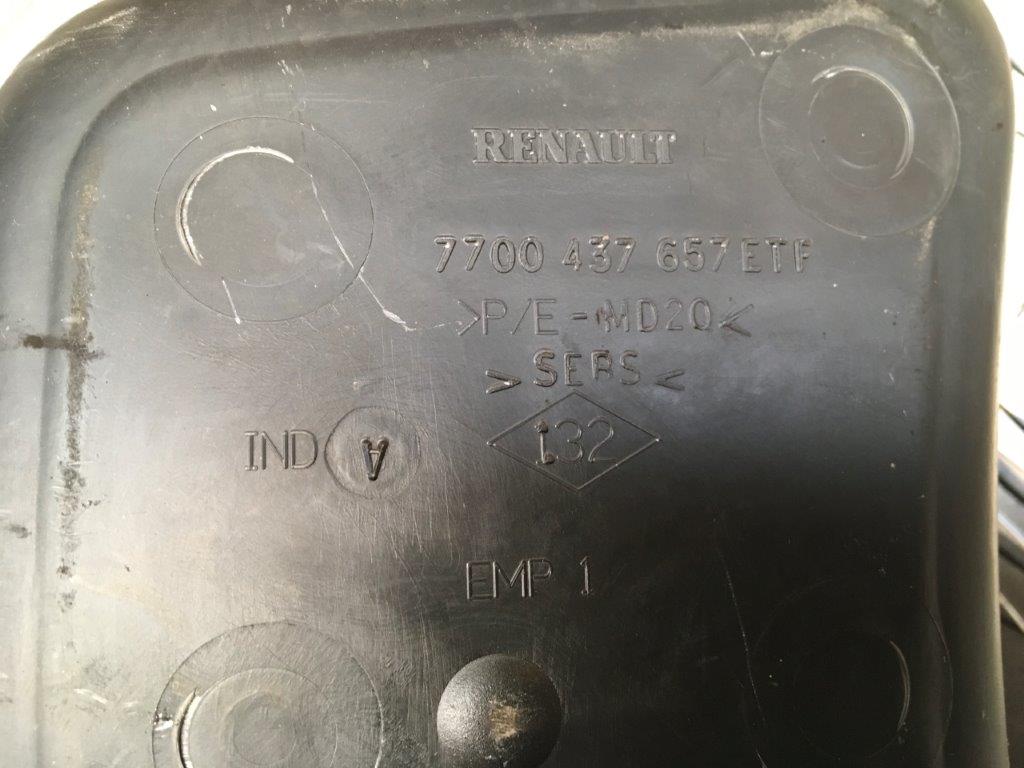 RENAULT
7700 437 657 ETF
>P/E-MD20<
>SEBS<
IND A 132
EMP 1